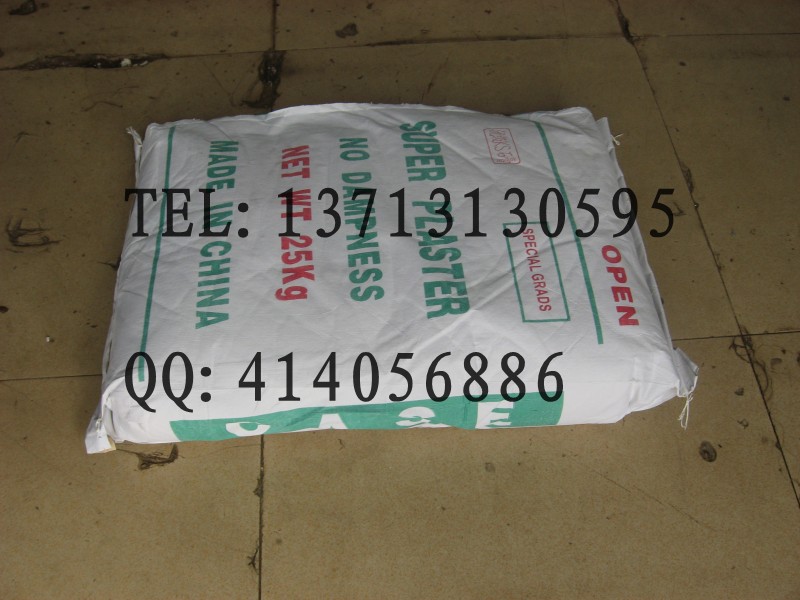 OPEN
SPECIAL GRADS
SUPER PLASTER
NO DAMPNESS
NET WT 25Kg
MADE IN CHINA
TEL: 13713130595
QQ: 414056886